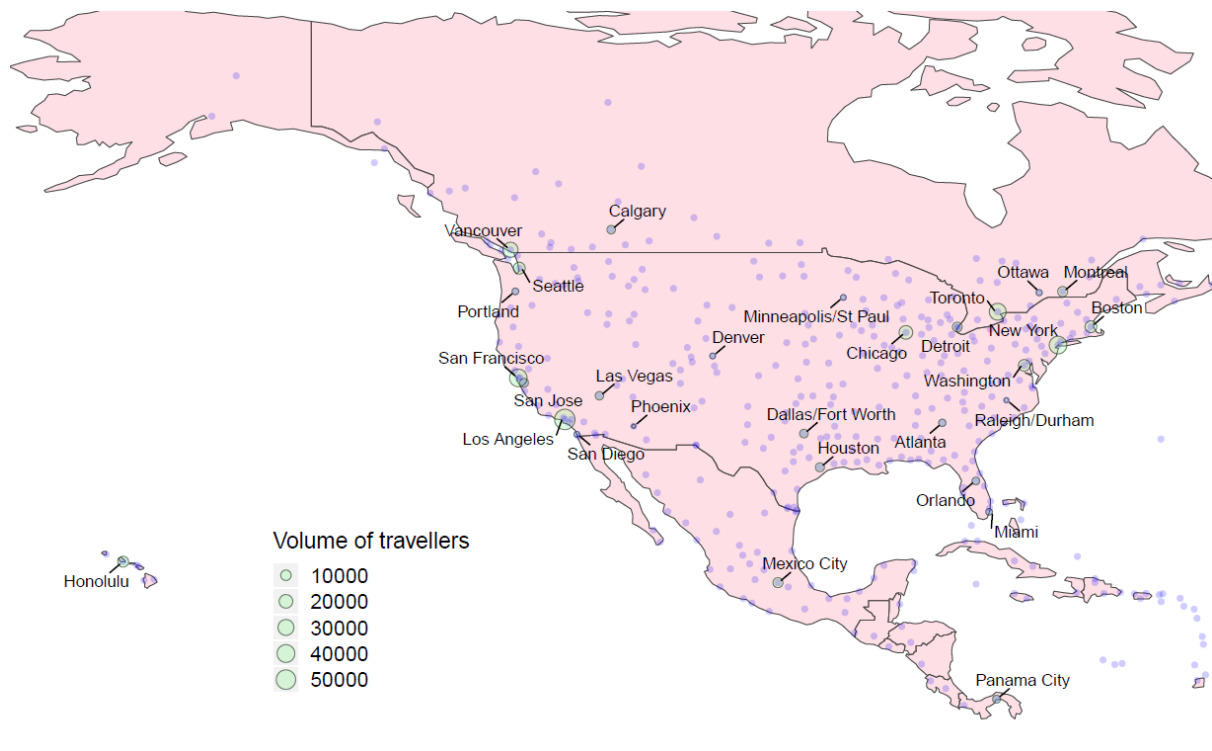 Calgary
Vancouver
Seattle
Ottawa
Montreal
Portland
Toronto
Boston
Minneapolis/St Paul
New York
Denver
Chicago
Detroit
San Francisco
Las Vegas
Washington
San Jose
Phoenix
Dallas/Fort Worth
Raleigh/Durham
Los Angeles
San Diego
Atlanta
Houston
Orlando
Miami
Volume of travellers
Mexico City
Honolulu
10000
20000
30000
40000
50000
Panama City